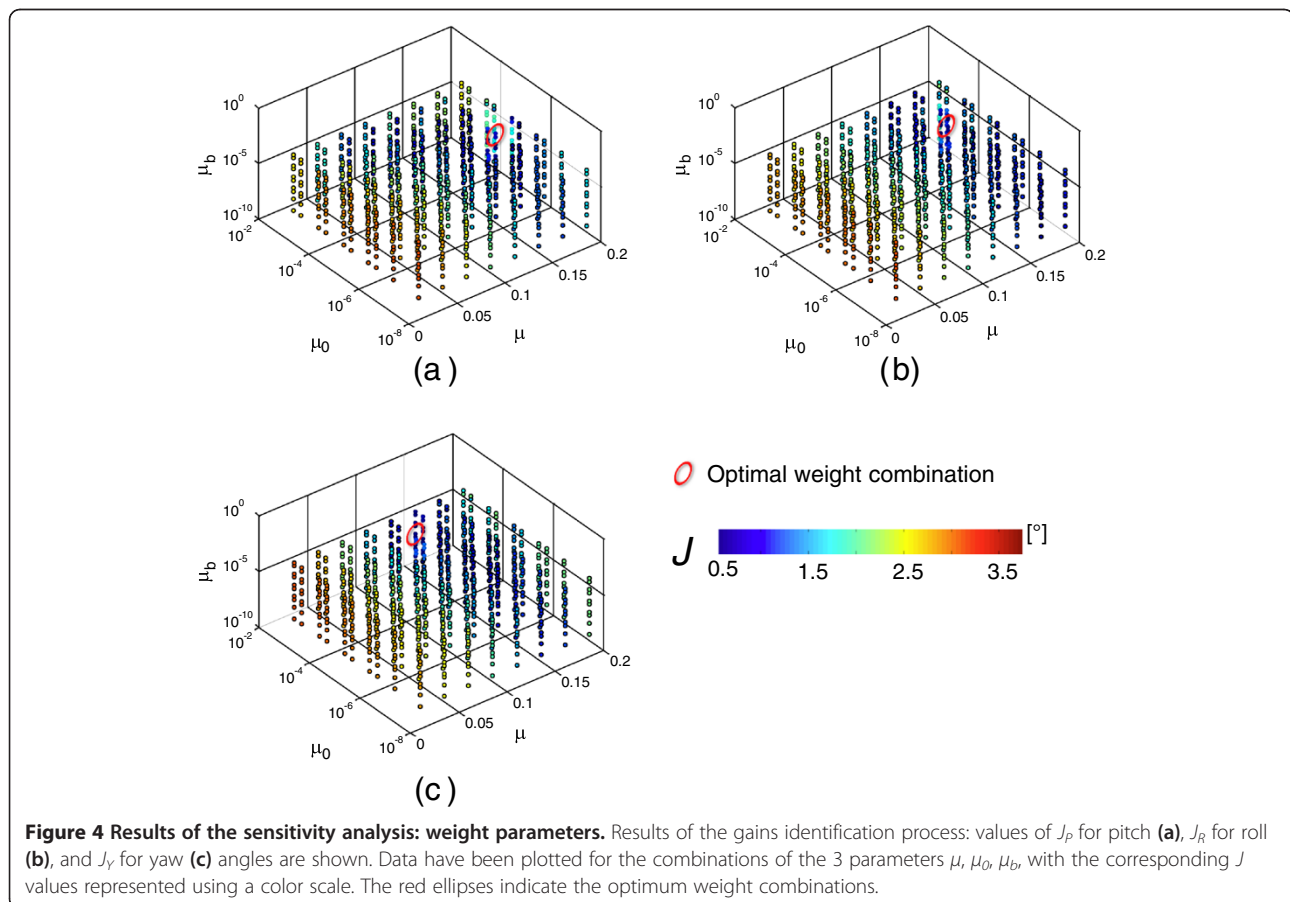 10⁰
10⁻⁵
10⁻¹⁰
10⁻²
10⁻⁴
10⁻⁶
10⁻⁸
0
0.05
0.1
0.15
0.2
μb
μ₀
μ
(a)
10⁰
10⁻⁵
10⁻¹⁰
10⁻²
10⁻⁴
10⁻⁶
10⁻⁸
0
0.05
0.1
0.15
0.2
μb
μ₀
μ
(b)
10⁰
10⁻⁵
10⁻¹⁰
10⁻²
10⁻⁴
10⁻⁶
10⁻⁸
0
0.05
0.1
0.15
0.2
μb
μ₀
μ
(c)
Optimal weight combination
J
[°]
0.5 1.5 2.5 3.5
Figure 4 Results of the sensitivity analysis: weight parameters. Results of the gains identification process: values of JP for pitch (a), JR for roll
(b), and JY for yaw (c) angles are shown. Data have been plotted for the combinations of the 3 parameters μ, μ₀, μb, with the corresponding J
values represented using a color scale. The red ellipses indicate the optimum weight combinations.